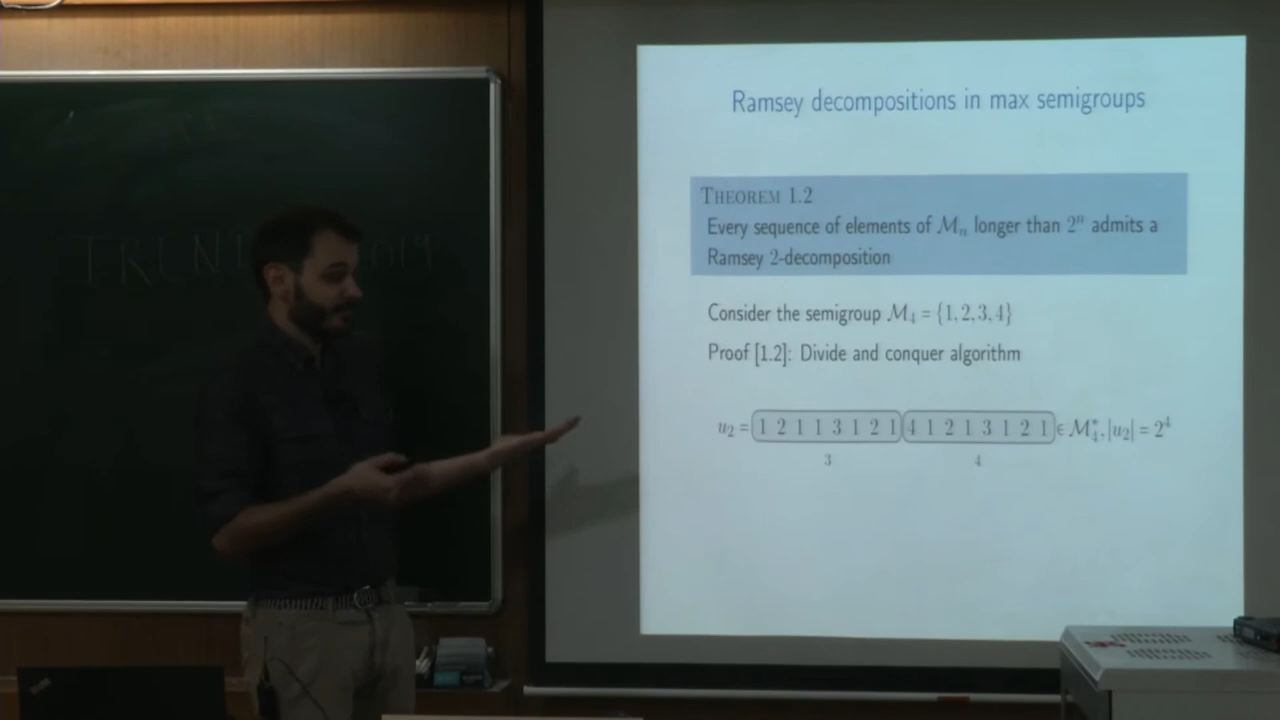 Ramsey decompositions in max semigroups
THEOREM 1.2
Every sequence of elements of ℳₙ longer than 2ⁿ admits a
Ramsey 2-decomposition
Consider the semigroup ℳ₄ = {1, 2, 3, 4}
Proof [1.2]: Divide and conquer algorithm
u₂ = 1 2 1 1 3 1 2 1 4 1 2 1 3 1 2 1 ∈ ℳ₄*, |u₂| = 2⁴
3 4